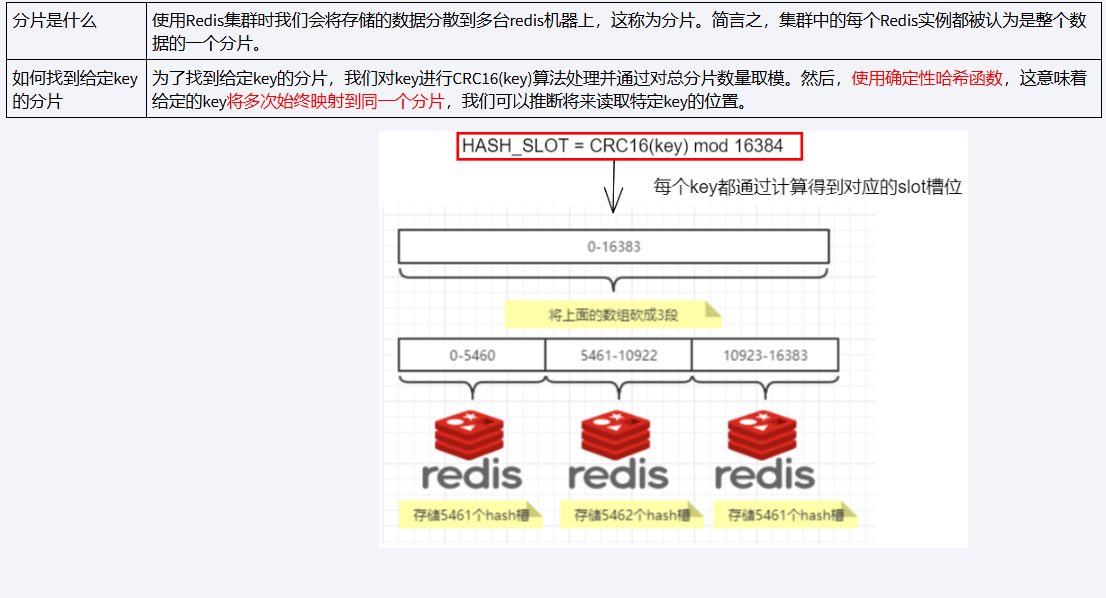 分片是什么
使用Redis集群时我们会将存储的数据分散到多台redis机器上，这称为分片。简言之，集群中的每个Redis实例都被认为是整个数
据的一个分片。
如何找到给定key
的分片
为了找到给定key的分片，我们对key进行CRC16(key)算法处理并通过对总分片数量取模。然后，使用确定性哈希函数，这意味着
给定的key将多次始终映射到同一个分片，我们可以推断将来读取特定key的位置。
HASH_SLOT = CRC16(key) mod 16384
每个key都通过计算得到对应的slot槽位
0-16383
将上面的数组砍成3段
0-5460
5461-10922
10923-16383
redis
redis
redis
存储5461个hash槽
存储5462个hash槽
存储5461个hash槽